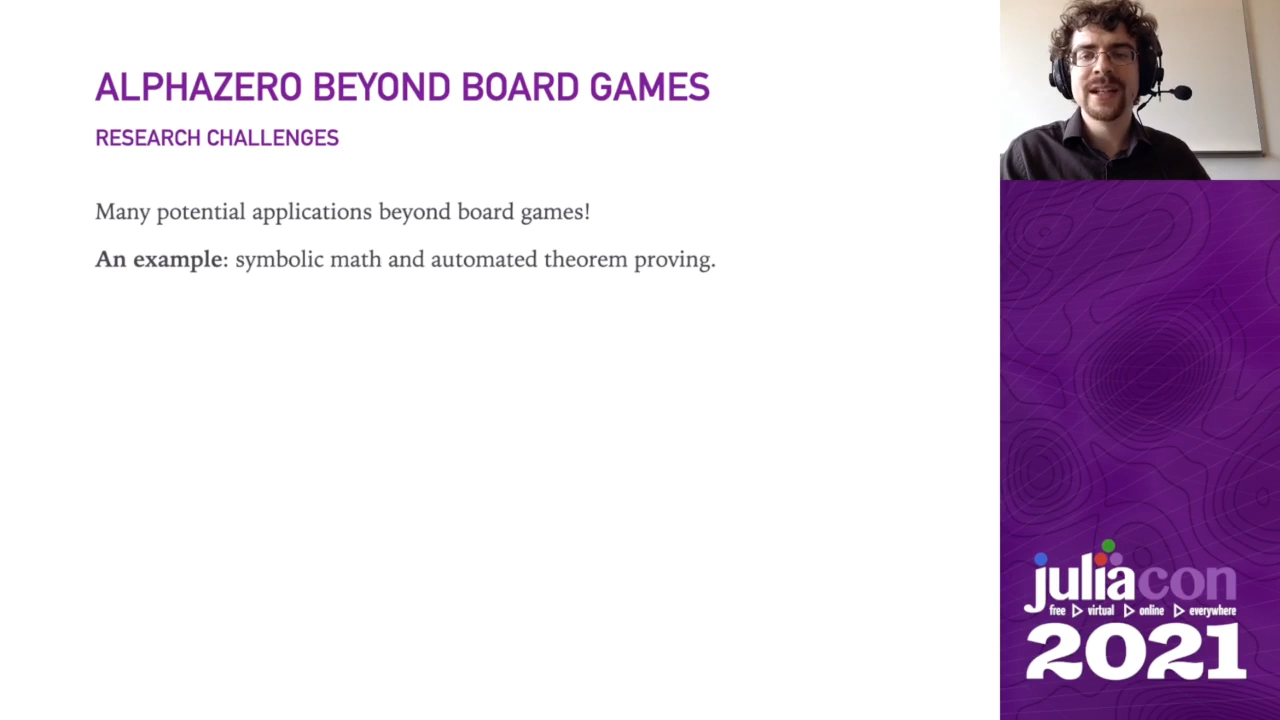 ALPHAZERO BEYOND BOARD GAMES
RESEARCH CHALLENGES
Many potential applications beyond board games!
An example: symbolic math and automated theorem proving.
juliacon
free ▷ virtual ▷ online ▷ everywhere
2021